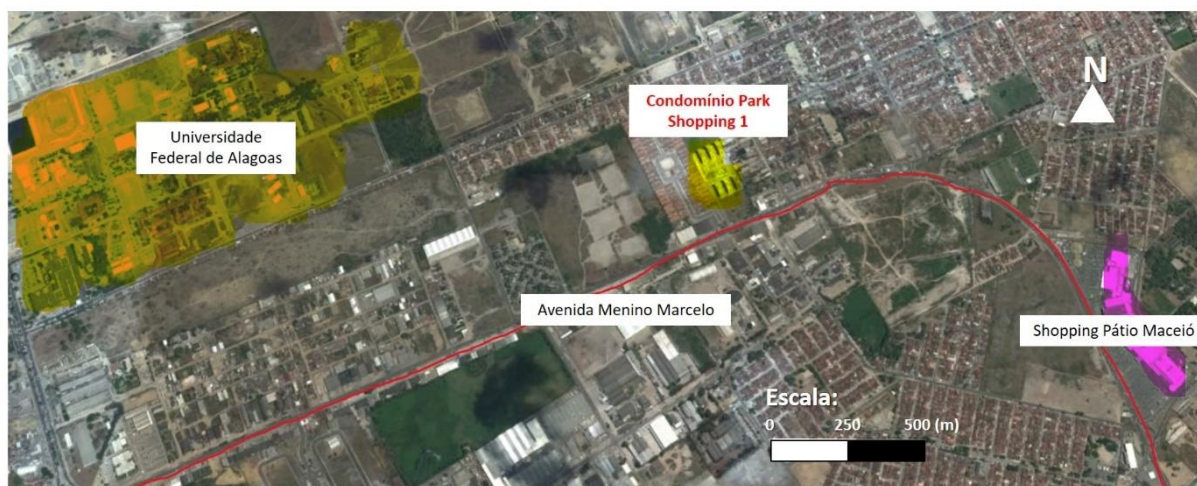 N
Condomínio Park
Shopping 1
Universidade
Federal de Alagoas
Avenida Menino Marcelo
Shopping Pátio Maceió
Escala:
0 250 500 (m)